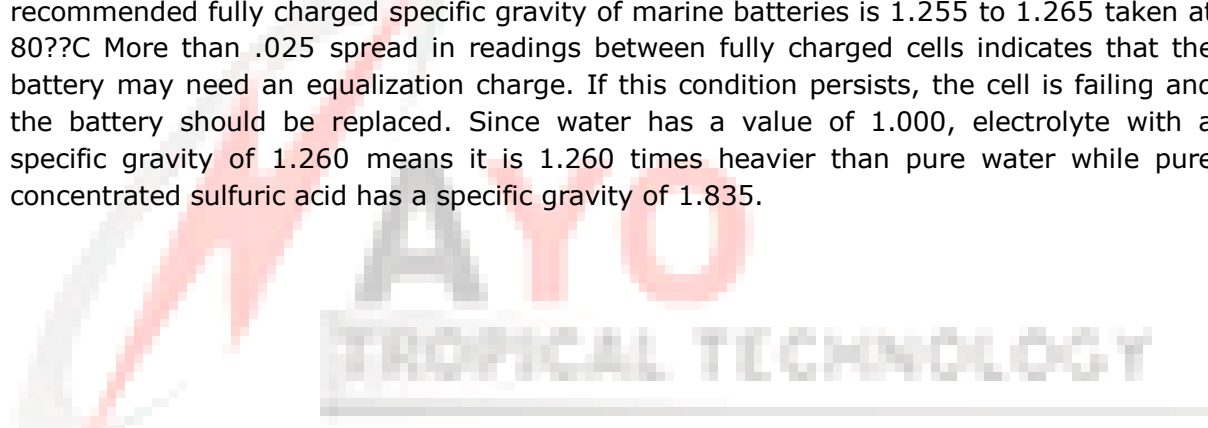 recommended fully charged specific gravity of marine batteries is 1.255 to 1.265 taken at
80??C More than .025 spread in readings between fully charged cells indicates that the
battery may need an equalization charge. If this condition persists, the cell is failing and
the battery should be replaced. Since water has a value of 1.000, electrolyte with a
specific gravity of 1.260 means it is 1.260 times heavier than pure water while pure
concentrated sulfuric acid has a specific gravity of 1.835.
AYO
TROPICAL TECHNOLOGY